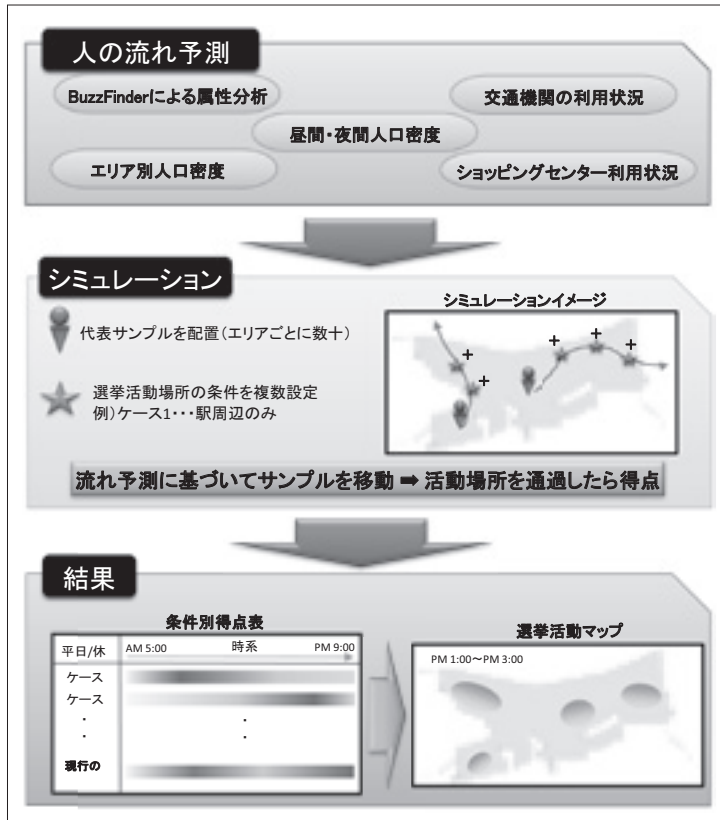 人の流れ予測
BuzzFinderによる属性分析
交通機関の利用状況
昼間・夜間人口密度
エリア別人口密度
ショッピングセンター利用状況
シミュレーション
代表サンプルを配置(エリアごとに数十)
選挙活動場所の条件を複数設定
例)ケース1・・・駅周辺のみ
シミュレーションイメージ
+
+
+
+
+
流れ予測に基づいてサンプルを移動 ➡ 活動場所を通過したら得点
結果
条件別得点表
平日/休
AM 5:00
時系
PM 9:00
ケース
ケース
・
・
・
・
現行の
選挙活動マップ
PM 1:00～PM 3:00